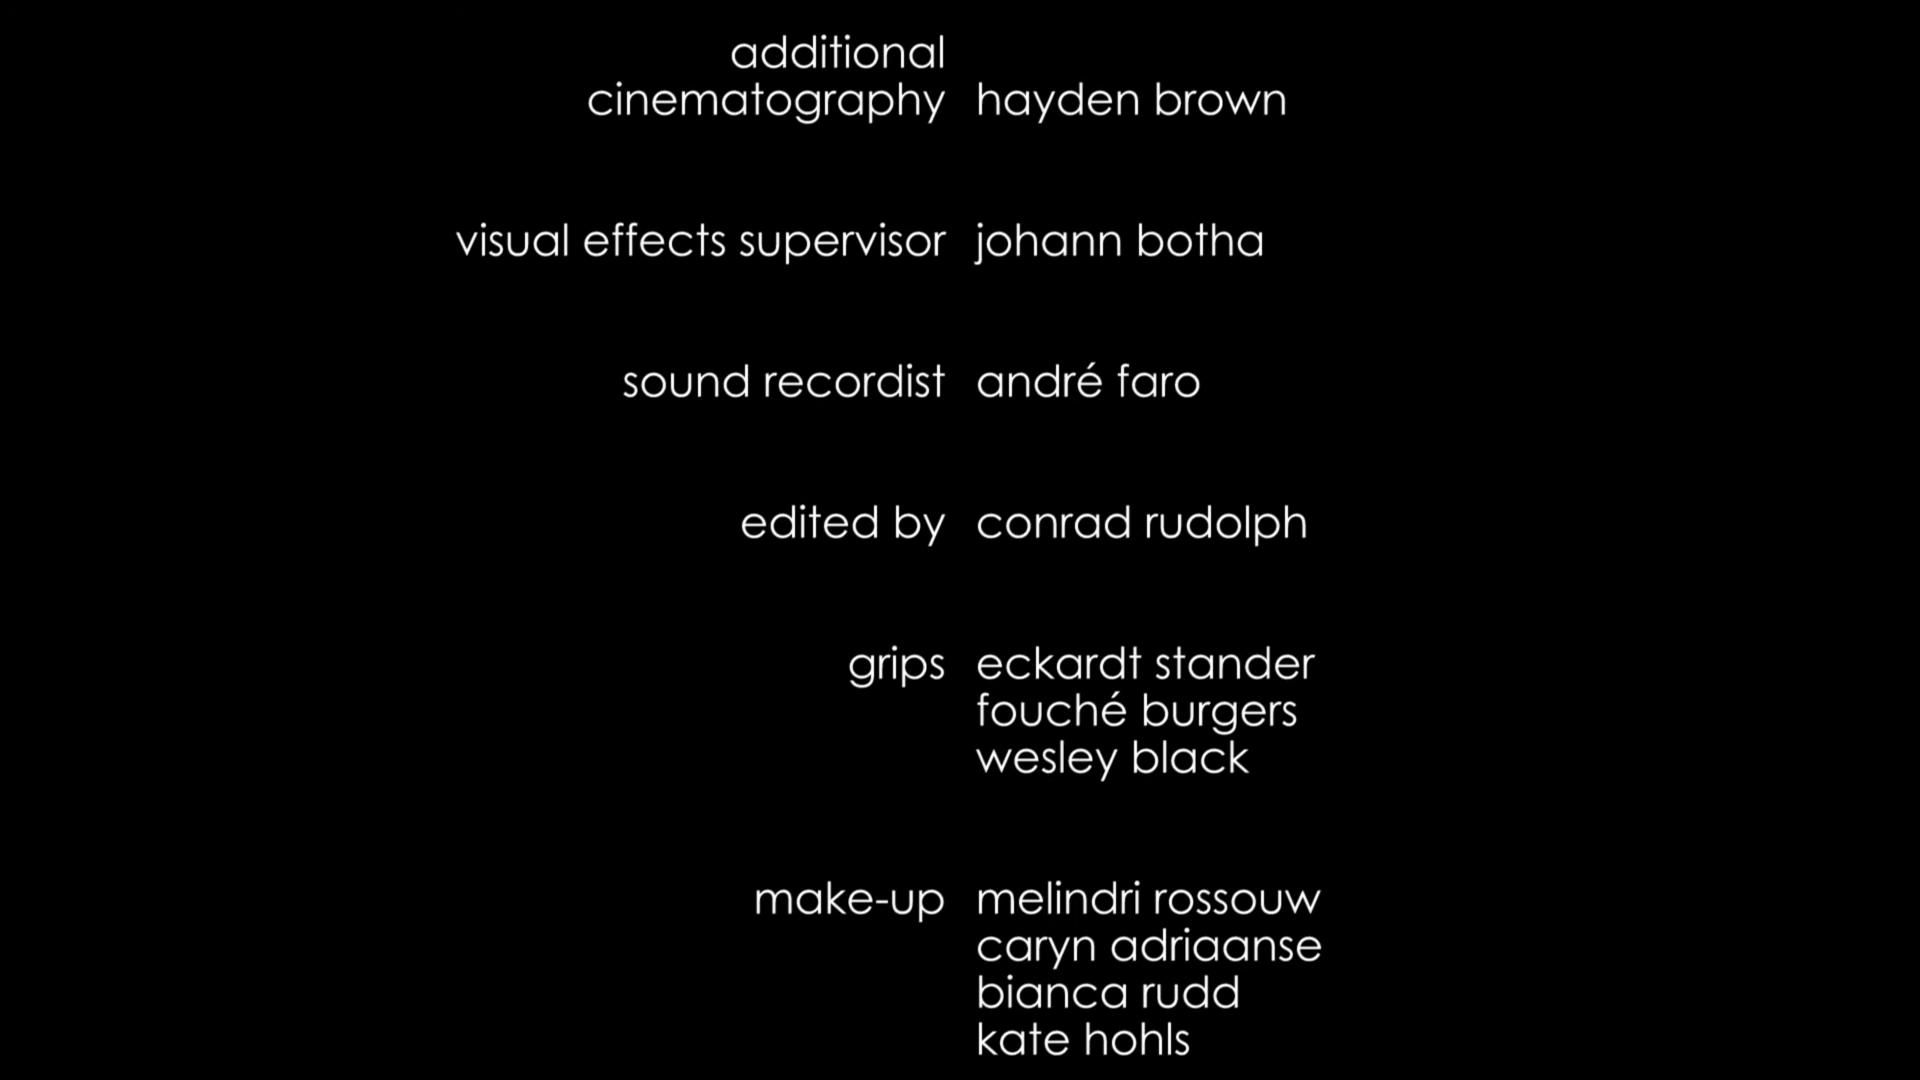 additional
cinematography hayden brown
visual effects supervisor johann botha
sound recordist andré faro
edited by conrad rudolph
grips eckardt stander
fouché burgers
wesley black
make-up melindri rossouw
caryn adriaanse
bianca rudd
kate hohls